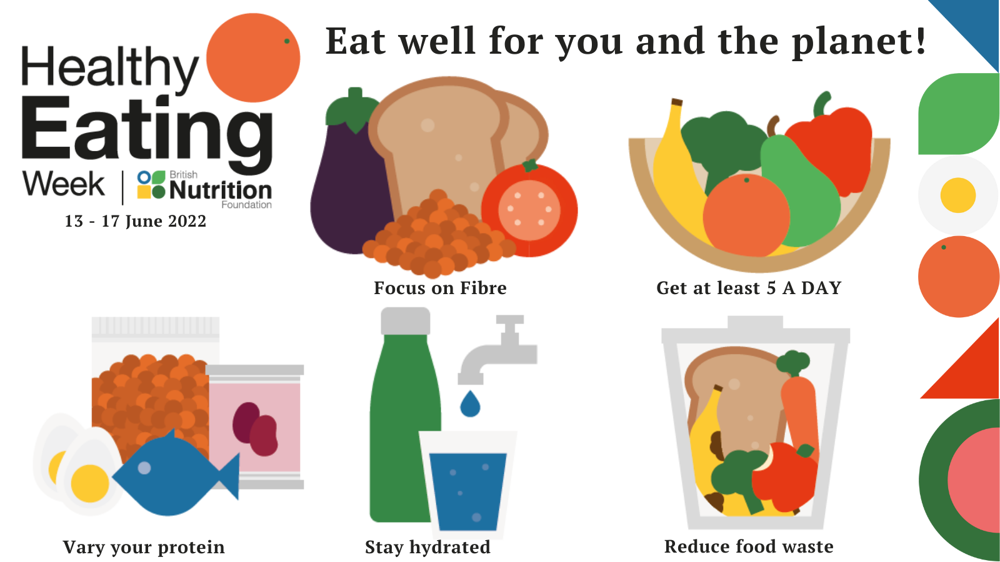 Healthy
Eating
Week
British
Nutrition
Foundation
13 - 17 June 2022
Eat well for you and the planet!
Focus on Fibre
Get at least 5 A DAY
Vary your protein
Stay hydrated
Reduce food waste